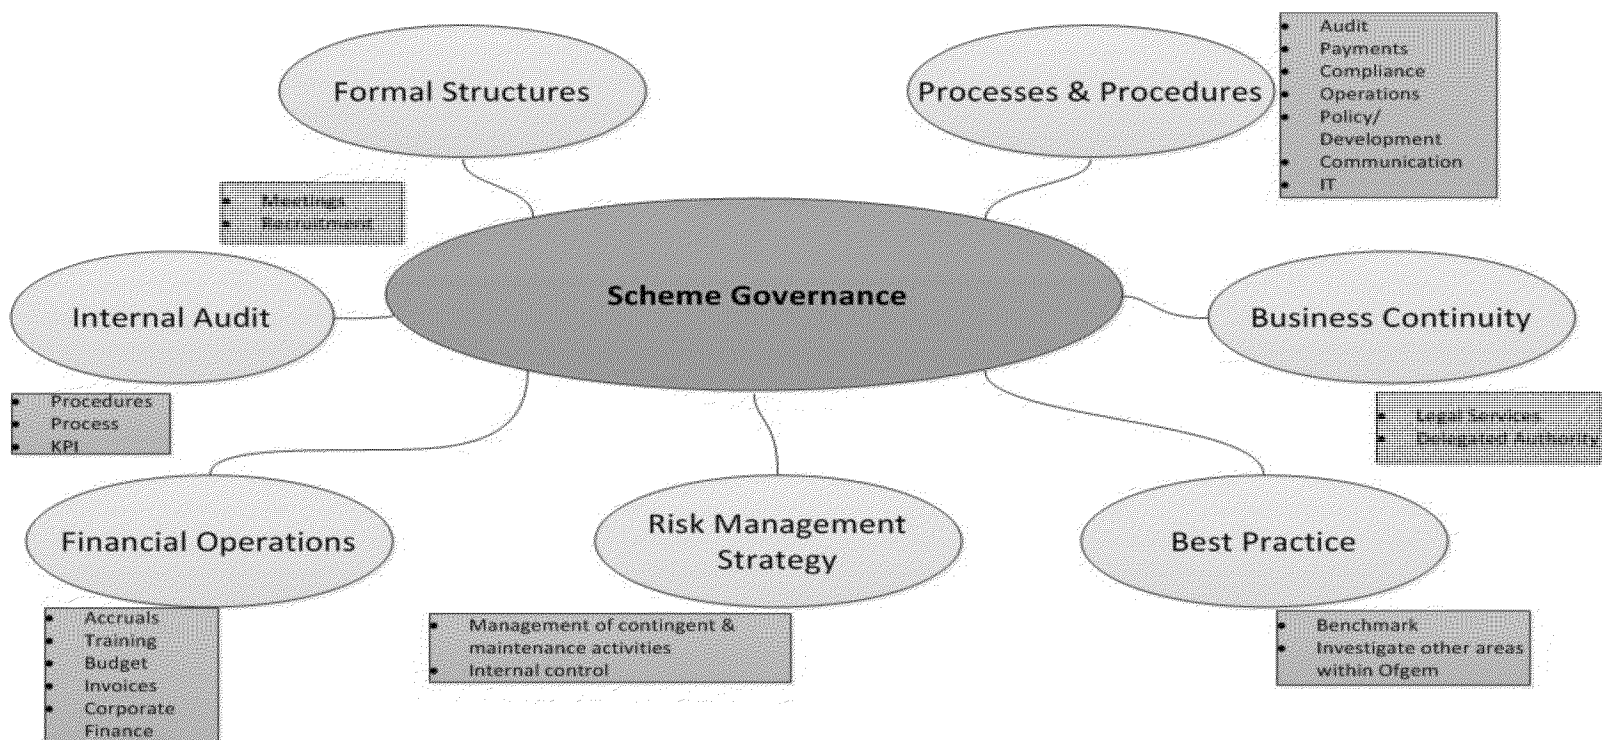 Formal Structures
• Meetings
• Recruitment
Processes & Procedures
• Audit
• Payments
• Compliance
• Operations
• Policy/
Development
• Communication
• IT
Scheme Governance
Internal Audit
• Procedures
• Process
• KPI
Business Continuity
• Legal Services
• Delegated Authority
Financial Operations
• Accruals
• Training
• Budget
• Invoices
• Corporate
Finance
Risk Management
Strategy
• Management of contingent &
maintenance activities
• Internal control
Best Practice
• Benchmark
• Investigate other areas
within Ofgem